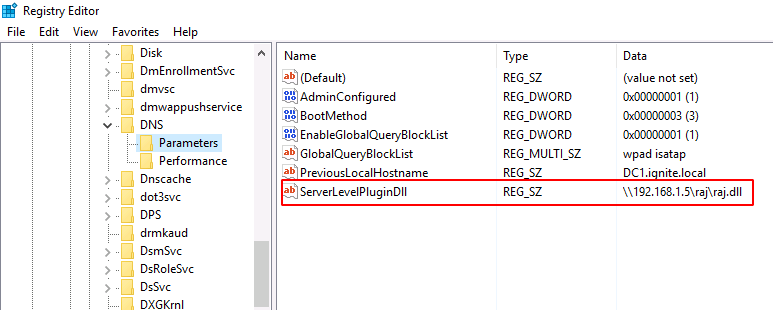 Registry Editor
File Edit View Favorites Help
Disk
DmEnrollmentSvc
dmvsc
dmwappushservice
DNS
Parameters
Performance
Dnscache
dot3svc
DPS
drmkaud
DsmSvc
DsRoleSvc
DsSvc
DXGKrnl
Name Type Data
(Default) REG_SZ (value not set)
AdminConfigured REG_DWORD 0x00000001 (1)
BootMethod REG_DWORD 0x00000003 (3)
EnableGlobalQueryBlockList REG_DWORD 0x00000001 (1)
GlobalQueryBlockList REG_MULTI_SZ wpad isatap
PreviousLocalHostname REG_SZ DC1.ignite.local
ServerLevelPluginDll REG_SZ \\192.168.1.5\raj\raj.dll